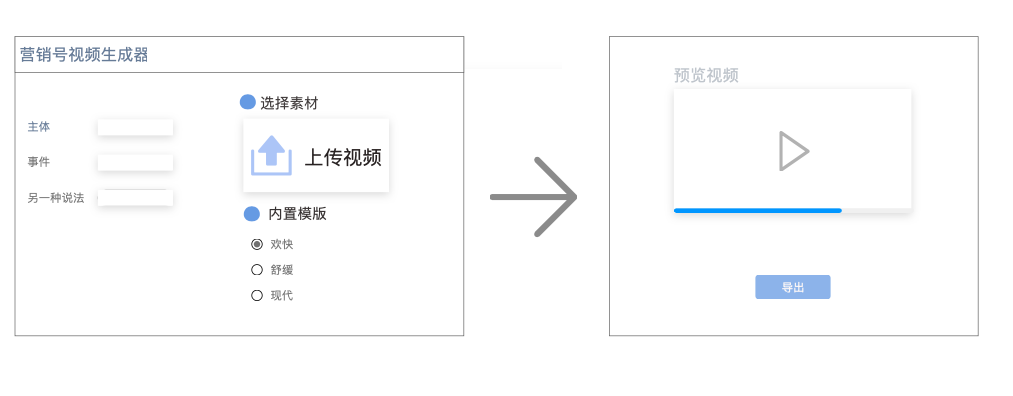 营销号视频生成器
主体
事件
另一种说法
选择素材
上传视频
内置模版
欢快
舒缓
现代
预览视频
导出